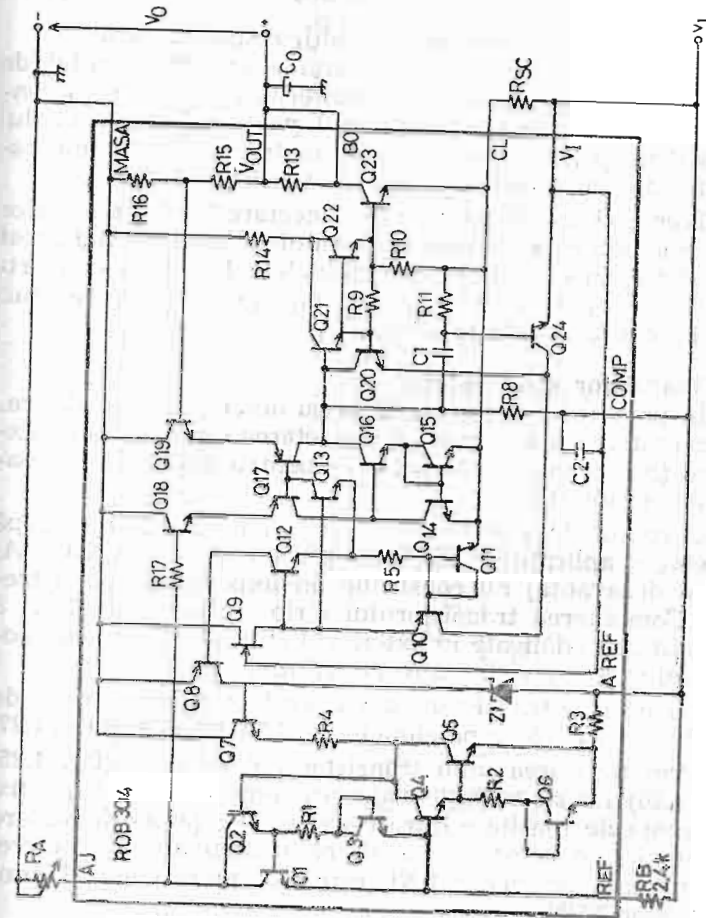 RA
-
V0
+
C0
V1
AJ
ROB3014
MASA
R16
R15
VOUT
R13
B0
CL
RSC
V1
R17
Q18
Q19
R14
Q22
Q23
Q8
Q9
Q12
Q17
Q13
Q21
R9
R10
Q7
Q2
Q1
R1
R4
Q16
Q20
C1
R11
Q3
Q4
Q5
R5
Q14
Q15
R8
Q24
Q10
Q11
R2
Q6
Z1
R3
C2
REF
A REF
COMP
RB
2,4k